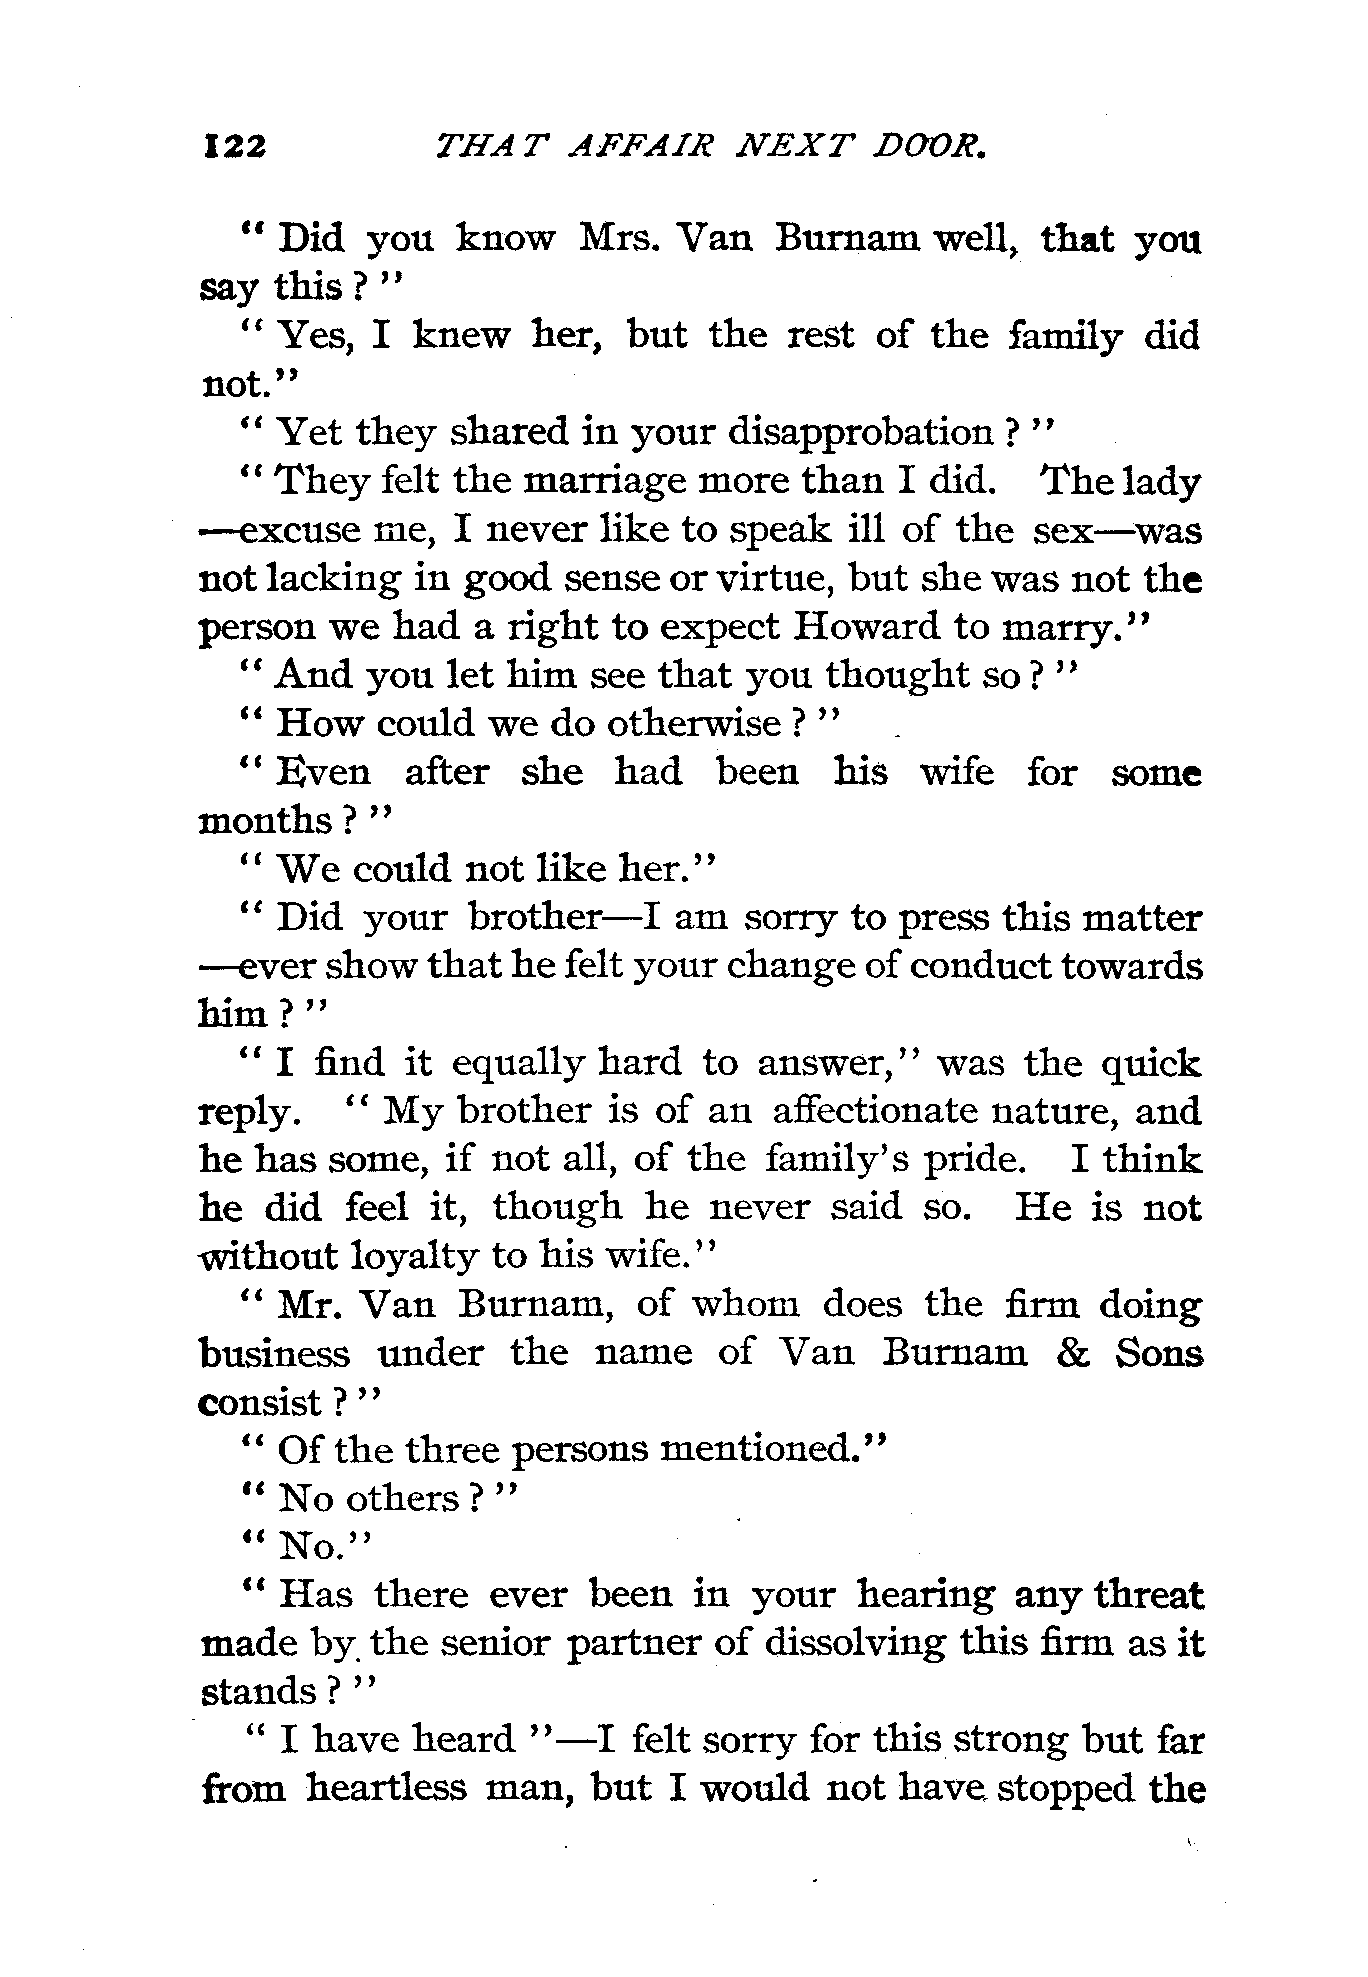 122 THAT AFFAIR NEXT DOOR.
“ Did you know Mrs. Van Burnam well, that you
say this ? ”
“ Yes, I knew her, but the rest of the family did
not.”
“ Yet they shared in your disapprobation ? ”
“ They felt the marriage more than I did. The lady
—excuse me, I never like to speak ill of the sex—was
not lacking in good sense or virtue, but she was not the
person we had a right to expect Howard to marry.”
“ And you let him see that you thought so ? ”
“ How could we do otherwise ? ”
“ Even after she had been his wife for some
months ? ”
“ We could not like her.”
“ Did your brother—I am sorry to press this matter
—ever show that he felt your change of conduct towards
him ? ”
“ I find it equally hard to answer,” was the quick
reply. “ My brother is of an affectionate nature, and
he has some, if not all, of the family’s pride. I think
he did feel it, though he never said so. He is not
without loyalty to his wife.”
“ Mr. Van Burnam, of whom does the firm doing
business under the name of Van Burnam & Sons
consist ? ”
“ Of the three persons mentioned.”
“ No others ? ”
“ No.”
“ Has there ever been in your hearing any threat
made by the senior partner of dissolving this firm as it
stands ? ”
“ I have heard ”—I felt sorry for this strong but far
from heartless man, but I would not have stopped the